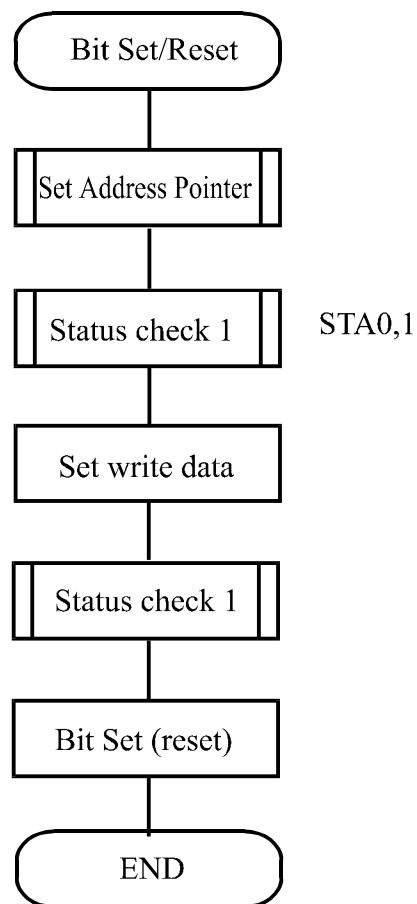 Bit Set/Reset
Set Address Pointer
Status check 1
STA0,1
Set write data
Status check 1
Bit Set (reset)
END